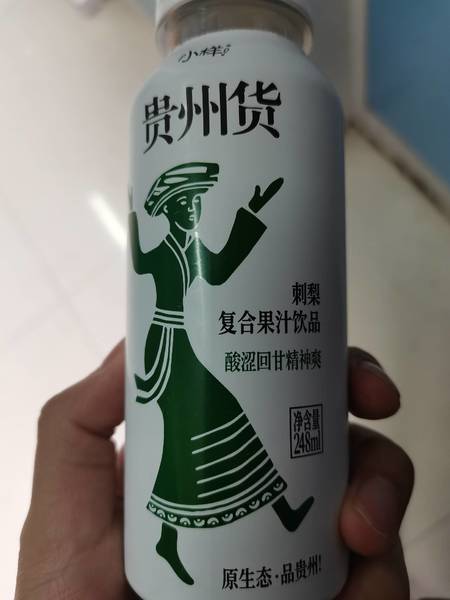 小样
贵州货
刺梨
复合果汁饮品
酸涩回甘精神爽
净含量
248ml
原生态·品贵州!